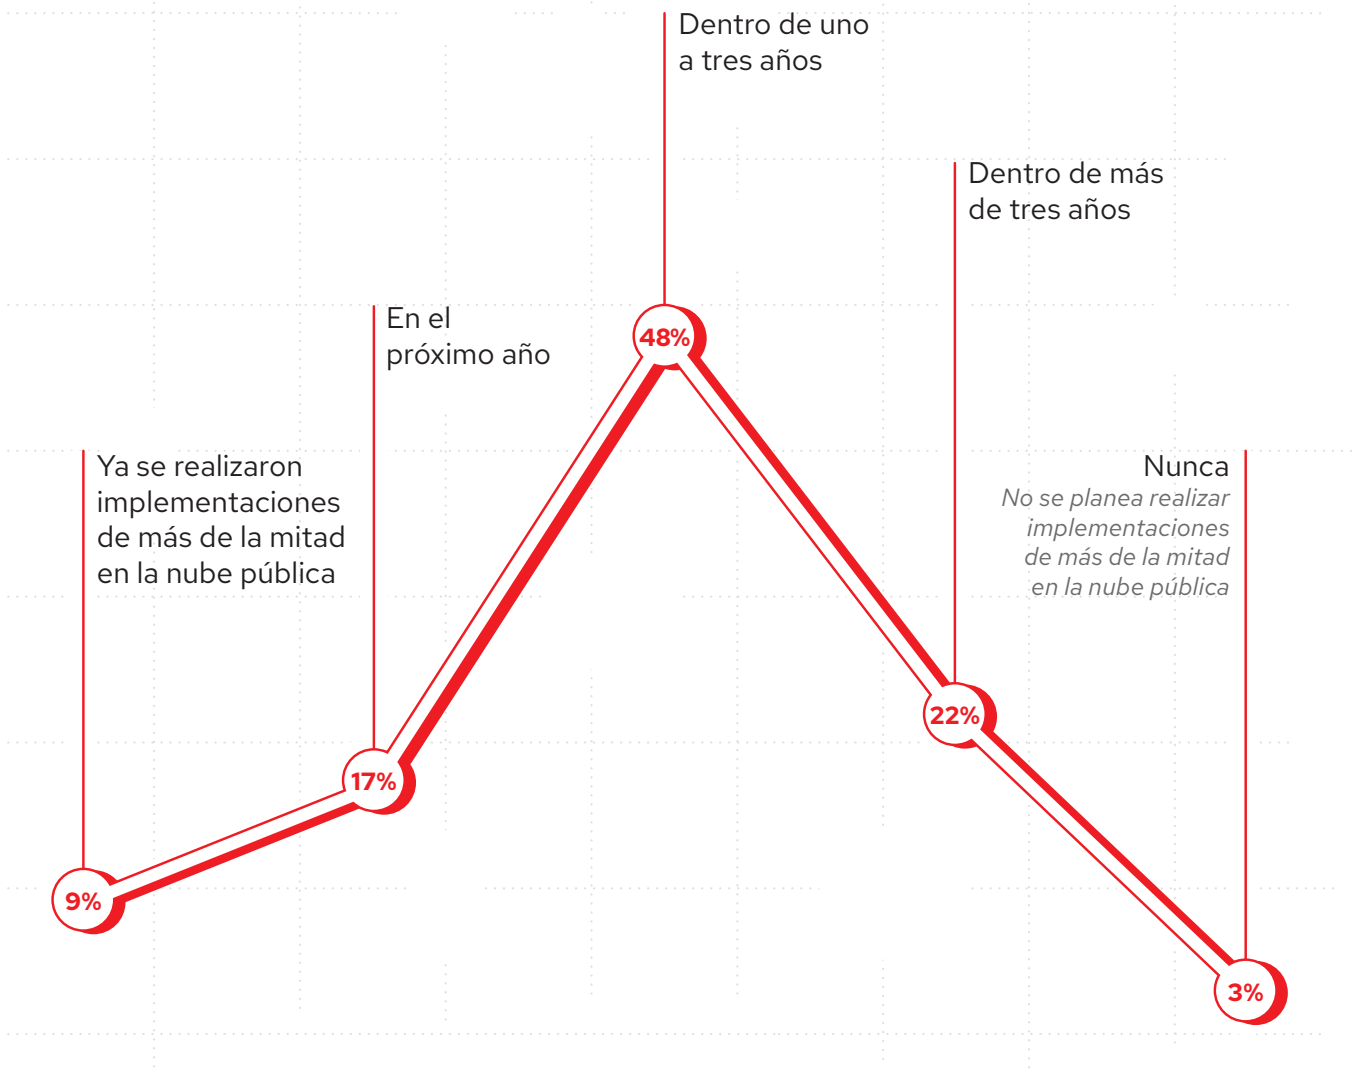 Dentro de uno
a tres años
Dentro de más
de tres años
En el
próximo año
48%
Ya se realizaron
implementaciones
de más de la mitad
en la nube pública
Nunca
No se planea realizar
implementaciones
de más de la mitad
en la nube pública
22%
17%
9%
3%